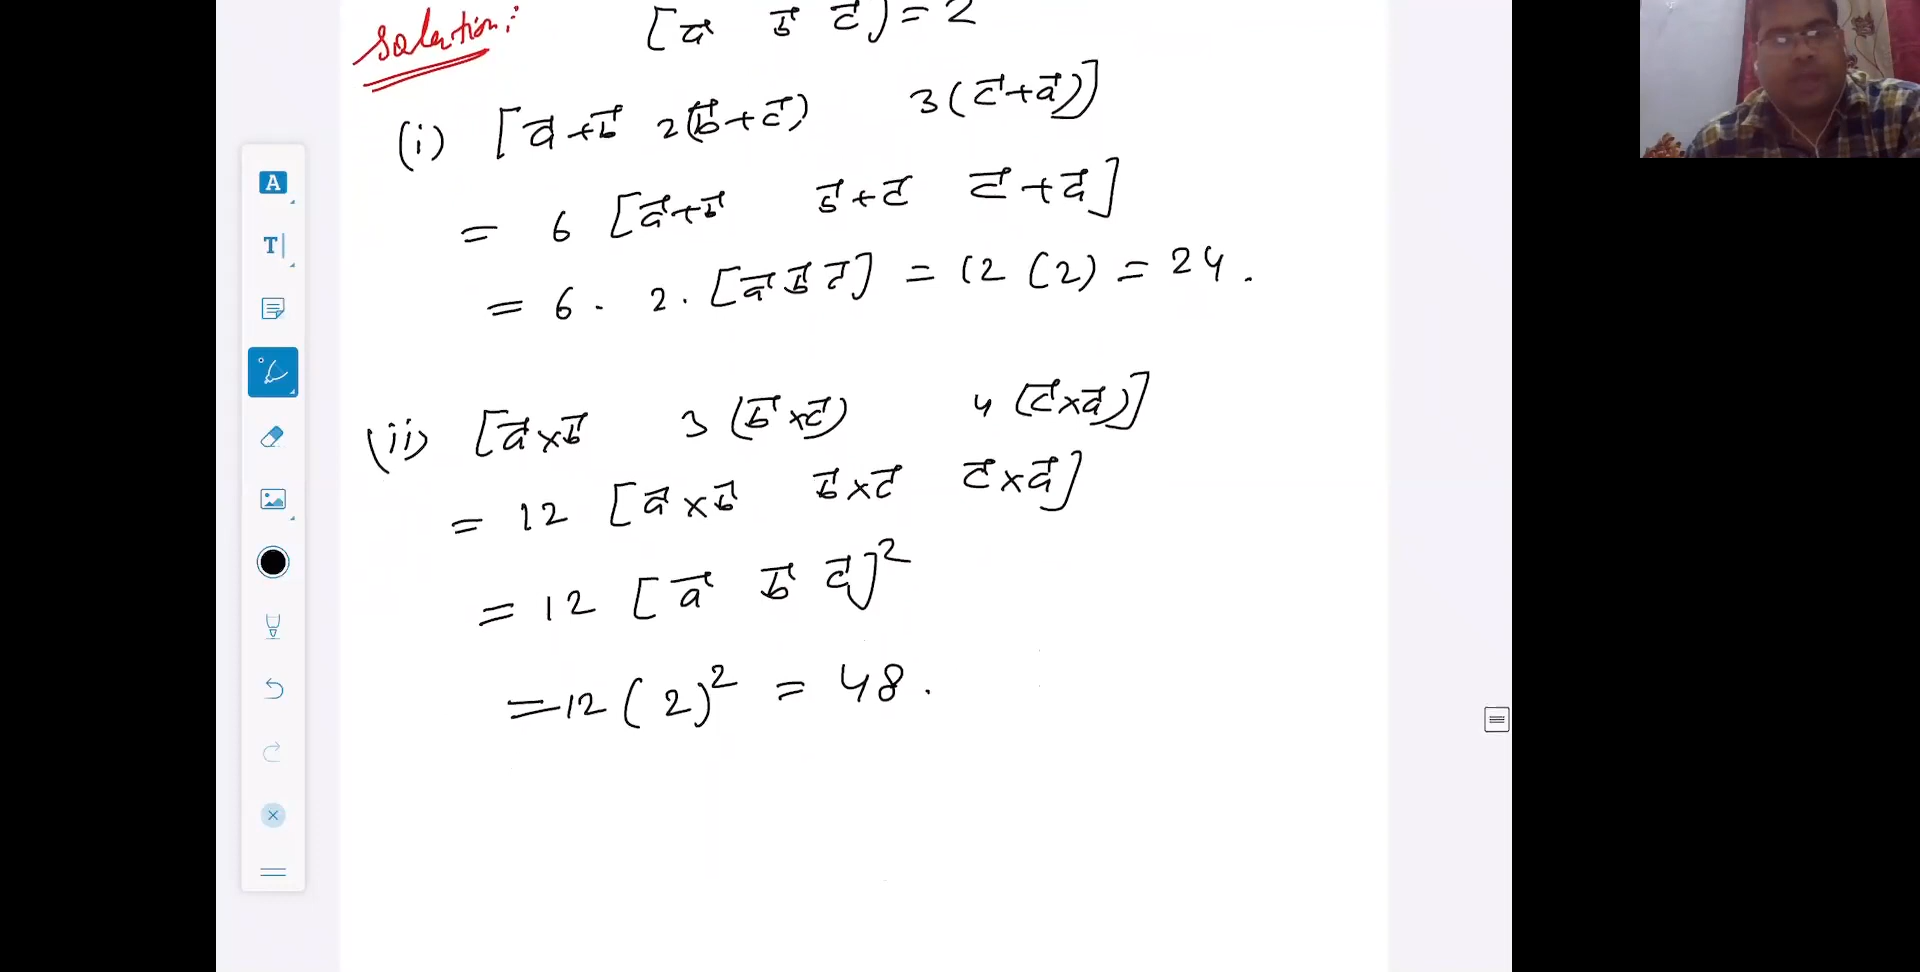 Solution:
[a⃗ b⃗ c⃗] = 2
(i) [a⃗+b⃗ 2(b⃗+c⃗) 3(c⃗+a⃗)]
= 6 [a⃗+b⃗ b⃗+c⃗ c⃗+a⃗]
= 6 . 2 . [a⃗ b⃗ c⃗] = 12 (2) = 24 .
(ii) [a⃗×b⃗ 3(b⃗×c⃗) 4(c⃗×a⃗)]
= 12 [a⃗×b⃗ b⃗×c⃗ c⃗×a⃗]
= 12 [a⃗ b⃗ c⃗]²
= 12 (2)² = 48 .
A
T